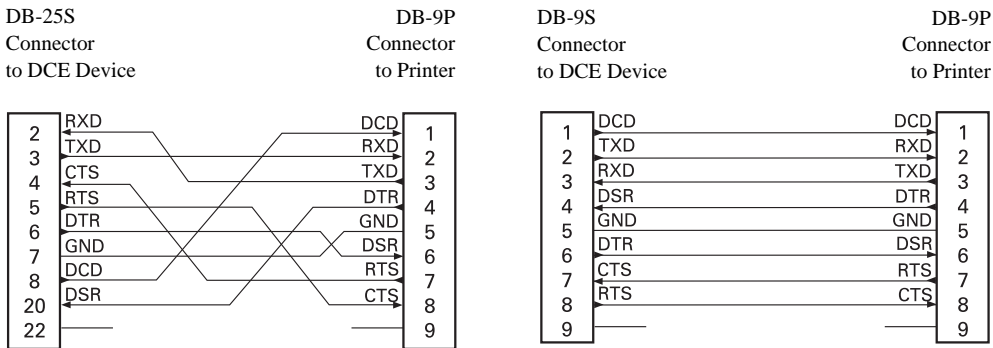 DB-25S
Connector
to DCE Device
DB-9P
Connector
to Printer
2 RXD DCD 1
3 TXD RXD 2
4 CTS TXD 3
5 RTS DTR 4
6 DTR GND 5
7 GND DSR 6
8 DCD RTS 7
20 DSR CTS 8
22 9
DB-9S
Connector
to DCE Device
DB-9P
Connector
to Printer
1 DCD DCD 1
2 TXD RXD 2
3 RXD TXD 3
4 DSR DTR 4
5 GND GND 5
6 DTR DSR 6
7 CTS RTS 7
8 RTS CTS 8
9 9